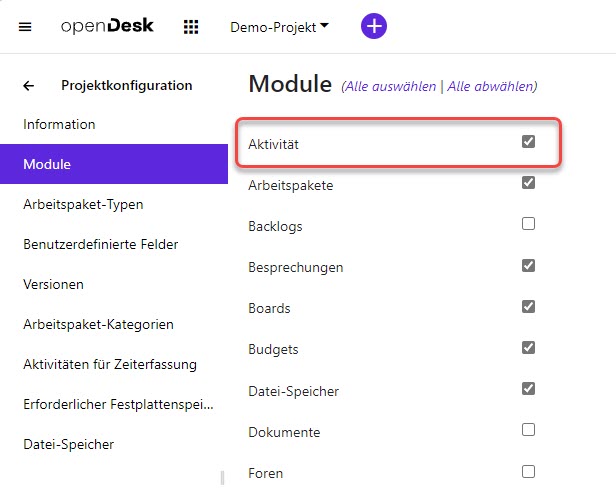 openDesk
Demo-Projekt
Projektkonfiguration
Information
Module
Arbeitspaket-Typen
Benutzerdefinierte Felder
Versionen
Arbeitspaket-Kategorien
Aktivitäten für Zeiterfassung
Erforderlicher Festplattenspei...
Datei-Speicher
Module (Alle auswählen | Alle abwählen)
Aktivität
Arbeitspakete
Backlogs
Besprechungen
Boards
Budgets
Datei-Speicher
Dokumente
Foren